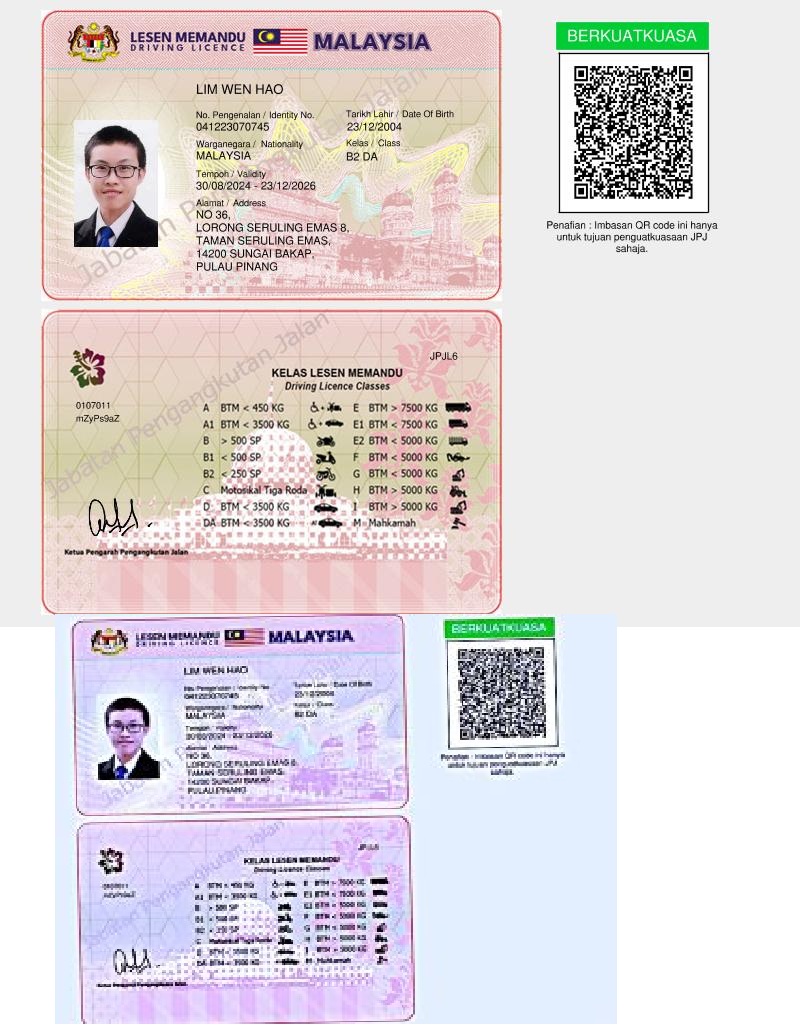 LESEN MEMANDU
DRIVING LICENCE
MALAYSIA
BERKUATKUASA
LIM WEN HAO
No. Pengenalan / Identity No. Tarikh Lahir / Date Of Birth
041223070745 23/12/2004
Warganegara / Nationality Kelas / Class
MALAYSIA B2 DA
Tempoh / Validity
30/08/2024 - 23/12/2026
Alamat / Address
NO 36,
LORONG SERULING EMAS 8,
TAMAN SERULING EMAS,
14200 SUNGAI BAKAP,
PULAU PINANG
Penafian : Imbasan QR code ini hanya
untuk tujuan penguatkuasaan JPJ
sahaja.
Jabatan Pengangkutan Jalan
JPJL6
KELAS LESEN MEMANDU
Driving Licence Classes
0107011
mZyPs9aZ
A BTM < 450 KG E BTM > 7500 KG
A1 BTM < 3500 KG E1 BTM < 7500 KG
B > 500 SP E2 BTM < 5000 KG
B1 < 500 SP F BTM < 5000 KG
B2 < 250 SP G BTM < 5000 KG
C Motosikal Tiga Roda H BTM > 5000 KG
D BTM < 3500 KG I BTM > 5000 KG
DA BTM < 3500 KG M Mahkamah
Ketua Pengarah Pengangkutan Jalan
Jabatan Pengangkutan Jalan
LESEN MEMANDU
DRIVING LICENCE
MALAYSIA
BERKUATKUASA
LIM WEN HAO
No. Pengenalan / Identity No. Tarikh Lahir / Date Of Birth
041223070745 23/12/2004
Warganegara / Nationality Kelas / Class
MALAYSIA B2 DA
Tempoh / Validity
30/08/2024 - 23/12/2026
Alamat / Address
NO 36,
LORONG SERULING EMAS 8,
TAMAN SERULING EMAS,
14200 SUNGAI BAKAP,
PULAU PINANG
Penafian : Imbasan QR code ini hanya
untuk tujuan penguatkuasaan JPJ
sahaja.
JPJL6
KELAS LESEN MEMANDU
Driving Licence Classes
0107011
A BTM < 450 KG E BTM > 7500 KG
A1 BTM < 3500 KG E1 BTM < 7500 KG
B > 500 SP E2 BTM < 5000 KG
B1 < 500 SP F BTM < 5000 KG
B2 < 250 SP G BTM < 5000 KG
C Motosikal Tiga Roda H BTM > 5000 KG
D BTM < 3500 KG I BTM > 5000 KG
DA BTM < 3500 KG M Mahkamah
Jabatan Pengangkutan Jalan